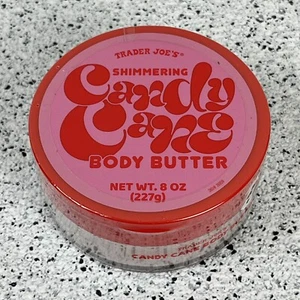 TRADER JOE'S®
SHIMMERING
Candy
Cane
BODY BUTTER
NET WT. 8 OZ
(227g)
CANDY CANE